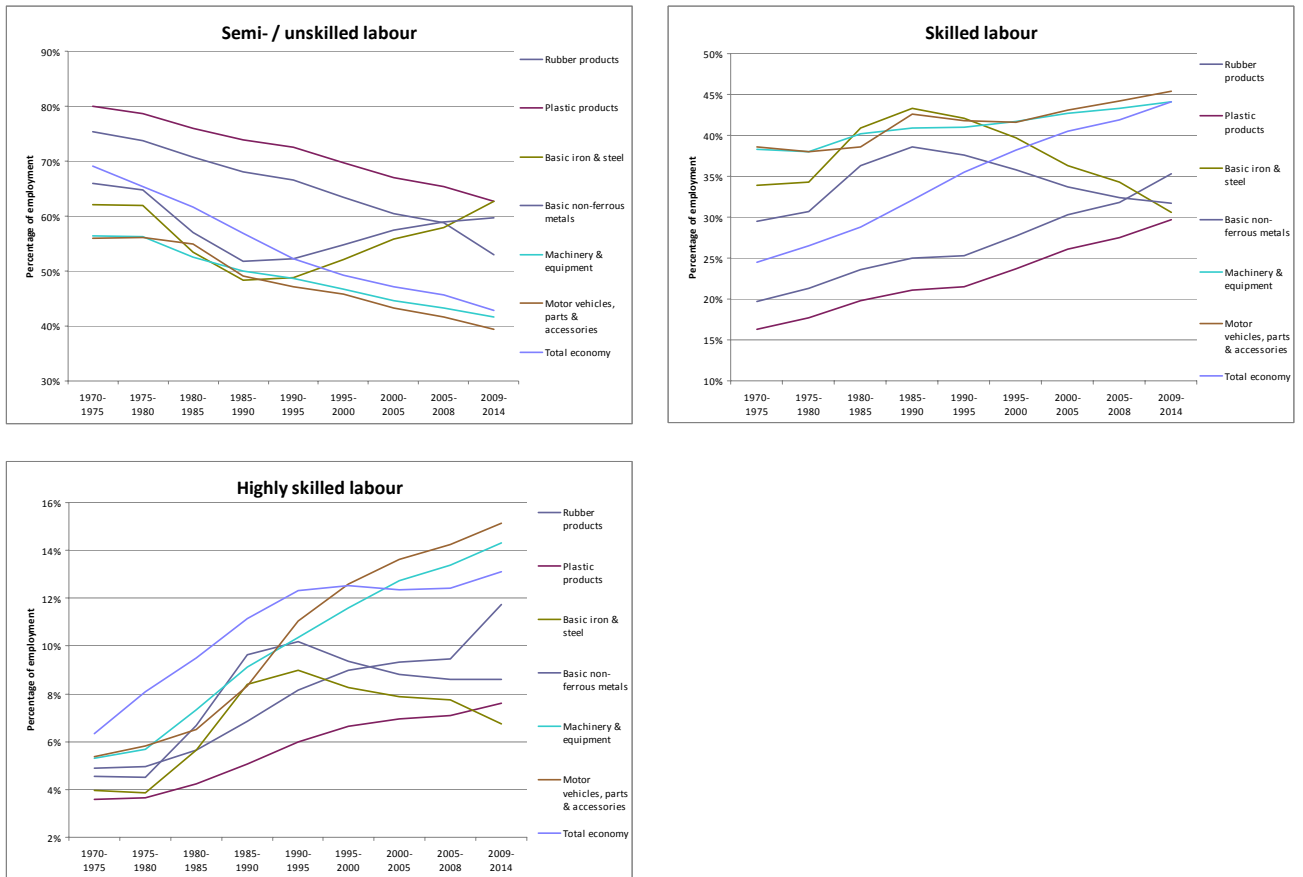 Semi- / unskilled labour
Percentage of employment
90%
80%
70%
60%
50%
40%
30%
1970-
1975
1975-
1980
1980-
1985
1985-
1990
1990-
1995
1995-
2000
2000-
2005
2005-
2008
2009-
2014
Rubber products
Plastic products
Basic iron & steel
Basic non-ferrous
metals
Machinery &
equipment
Motor vehicles,
parts &
accessories
Total economy
Skilled labour
Percentage of employment
50%
45%
40%
35%
30%
25%
20%
15%
10%
1970-
1975
1975-
1980
1980-
1985
1985-
1990
1990-
1995
1995-
2000
2000-
2005
2005-
2008
2009-
2014
Rubber
products
Plastic
products
Basic iron &
steel
Basic non-
ferrous metals
Machinery &
equipment
Motor
vehicles, parts
& accessories
Total economy
Highly skilled labour
Percentage of employment
16%
14%
12%
10%
8%
6%
4%
2%
1970-
1975
1975-
1980
1980-
1985
1985-
1990
1990-
1995
1995-
2000
2000-
2005
2005-
2008
2009-
2014
Rubber
products
Plastic
products
Basic iron &
steel
Basic non-
ferrous metals
Machinery &
equipment
Motor
vehicles, parts
& accessories
Total economy